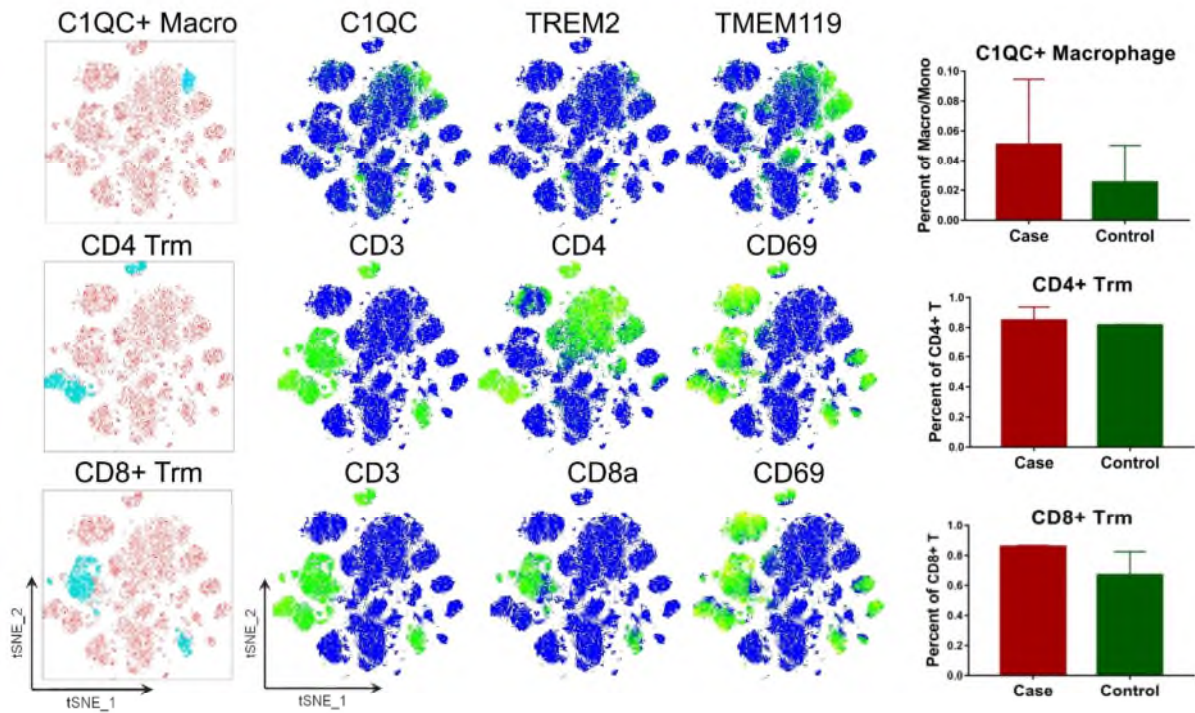 C1QC+ Macro
C1QC
TREM2
TMEM119
C1QC+ Macrophage
Percent of Macro/Mono
0.10
0.08
0.06
0.04
0.02
0.00
Case
Control
CD4 Trm
CD3
CD4
CD69
CD4+ Trm
Percent of CD4+ T
1.0
0.8
0.6
0.4
0.2
0.0
Case
Control
CD8+ Trm
CD3
CD8a
CD69
CD8+ Trm
Percent of CD8+ T
1.0
0.8
0.6
0.4
0.2
0.0
Case
Control
tSNE_2
tSNE_1
tSNE_2
tSNE_1